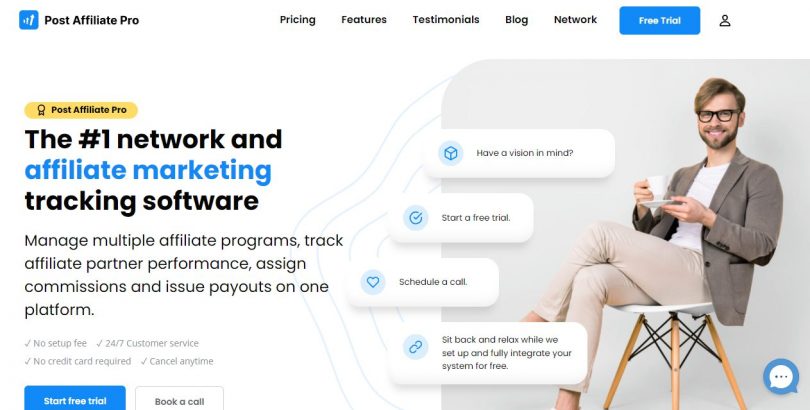 Post Affiliate Pro
Pricing
Features
Testimonials
Blog
Network
Free Trial
Post Affiliate Pro
The #1 network and
affiliate marketing
tracking software
Manage multiple affiliate programs, track
affiliate partner performance, assign
commissions and issue payouts on one
platform.
✓ No setup fee ✓ 24/7 Customer service
✓ No credit card required ✓ Cancel anytime
Start free trial
Book a call
Have a vision in mind?
Start a free trial.
Schedule a call.
Sit back and relax while we
set up and fully integrate your
system for free.